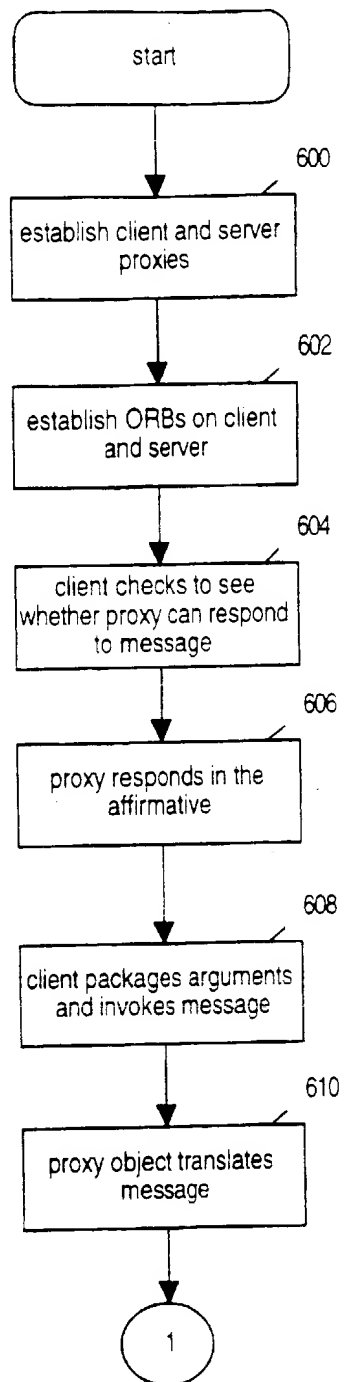 start
600
establish client and server
proxies
602
establish ORBs on client
and server
604
client checks to see
whether proxy can respond
to message
606
proxy responds in the
affirmative
608
client packages arguments
and invokes message
610
proxy object translates
message
1